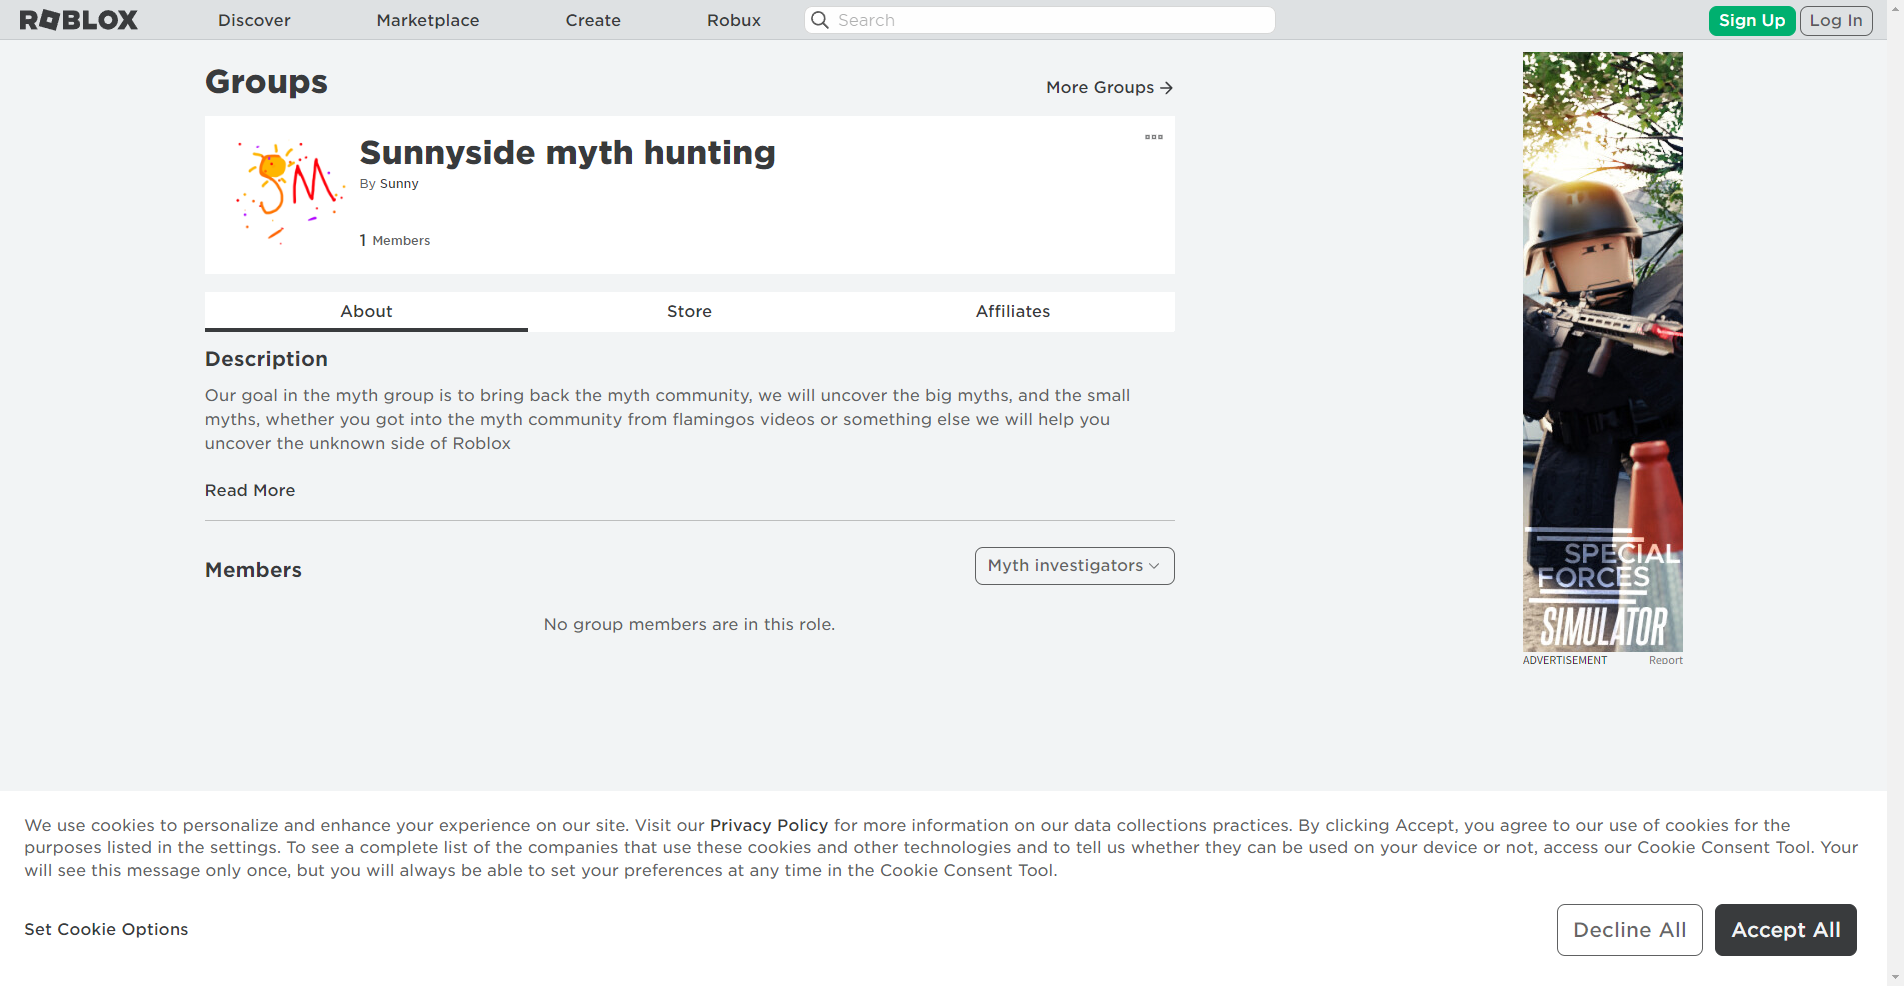 ROBLOX
Discover
Marketplace
Create
Robux
Search
Sign Up
Log In
Groups
More Groups →
SM
Sunnyside myth hunting
By Sunny
1 Members
About
Store
Affiliates
Description
Our goal in the myth group is to bring back the myth community, we will uncover the big myths, and the small
myths, whether you got into the myth community from flamingos videos or something else we will help you
uncover the unknown side of Roblox
Read More
Members
Myth investigators
No group members are in this role.
SPECIAL
FORCES
SIMULATOR
ADVERTISEMENT
Report
We use cookies to personalize and enhance your experience on our site. Visit our Privacy Policy for more information on our data collections practices. By clicking Accept, you agree to our use of cookies for the
purposes listed in the settings. To see a complete list of the companies that use these cookies and other technologies and to tell us whether they can be used on your device or not, access our Cookie Consent Tool. Your
will see this message only once, but you will always be able to set your preferences at any time in the Cookie Consent Tool.
Set Cookie Options
Decline All
Accept All